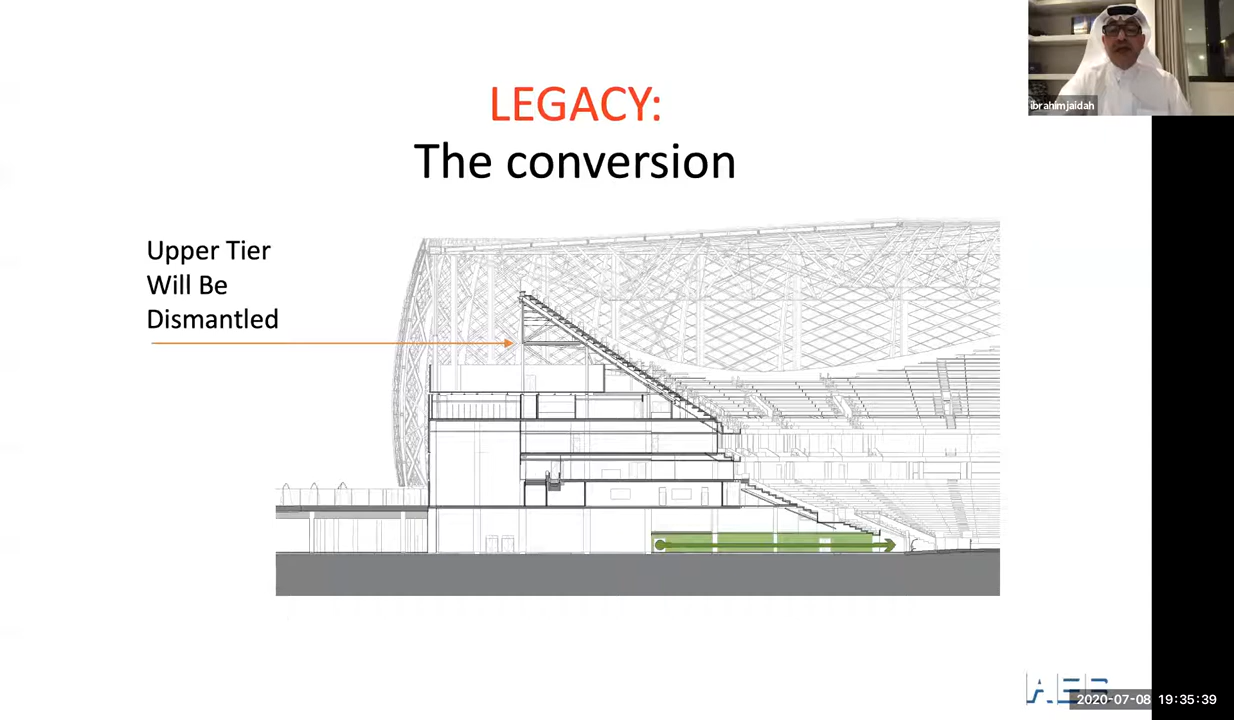 LEGACY:
The conversion
Upper Tier
Will Be
Dismantled
ibrahimjaidah
2020-07-08 19:35:39